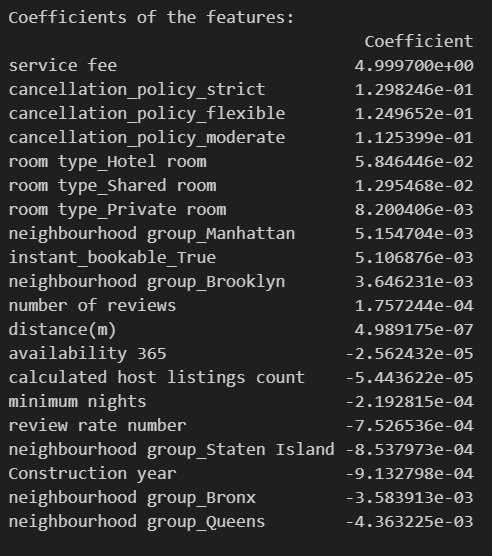 Coefficients of the features:
Coefficient
service fee 4.999700e+00
cancellation_policy_strict 1.298246e-01
cancellation_policy_flexible 1.249652e-01
cancellation_policy_moderate 1.125399e-01
room type_Hotel room 5.846446e-02
room type_Shared room 1.295468e-02
room type_Private room 8.200406e-03
neighbourhood group_Manhattan 5.154704e-03
instant_bookable_True 5.106876e-03
neighbourhood group_Brooklyn 3.646231e-03
number of reviews 1.757244e-04
distance(m) 4.989175e-07
availability 365 -2.562432e-05
calculated host listings count -5.443622e-05
minimum nights -2.192815e-04
review rate number -7.526536e-04
neighbourhood group_Staten Island -8.537973e-04
Construction year -9.132798e-04
neighbourhood group_Bronx -3.583913e-03
neighbourhood group_Queens -4.363225e-03